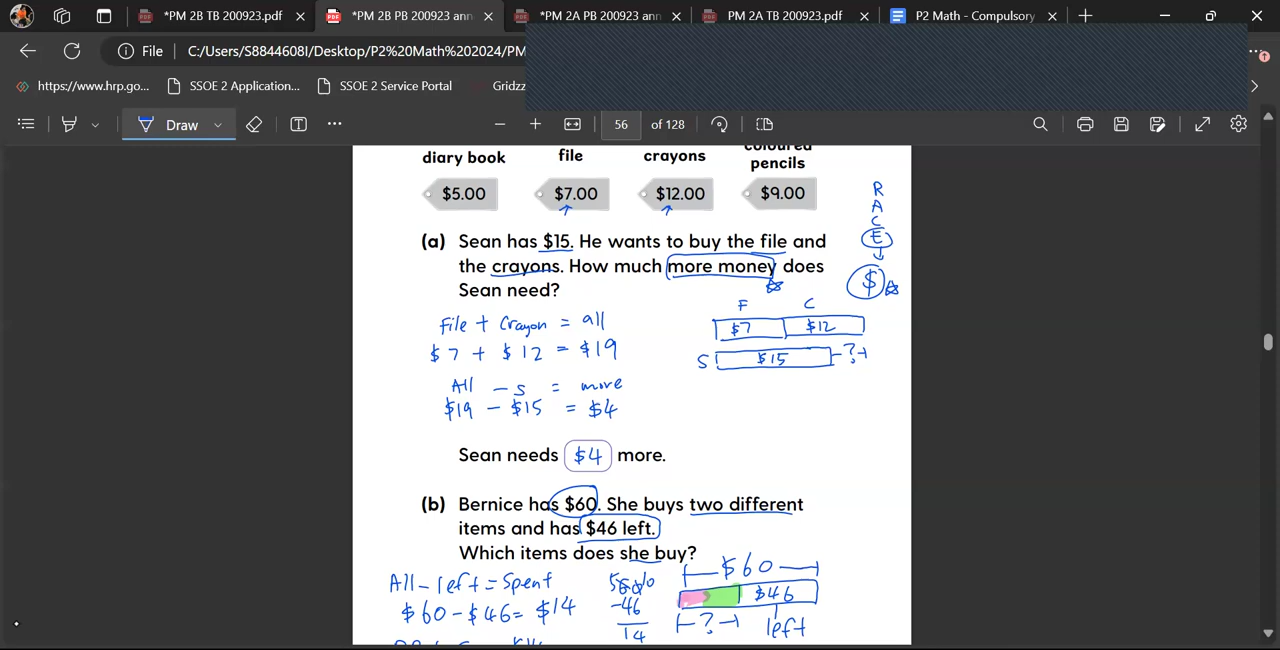 *PM 2B TB 200923.pdf
*PM 2B PB 200923 ann
*PM 2A PB 200923 ann
PM 2A TB 200923.pdf
P2 Math - Compulsory
File
C:/Users/S8844608I/Desktop/P2%20Math%202024/PM
https://www.hrp.go...
SSOE 2 Application...
SSOE 2 Service Portal
Gridzz
Draw
56 of 128
diary book
file
crayons
coloured pencils
$5.00
$7.00
$12.00
$9.00
R
A
C
E
$
(a) Sean has $15. He wants to buy the file and
the crayons. How much more money does
Sean need?
F C
$7 $12
S $15 ?
File + Crayon = all
$7 + $12 = $19
All - S = more
$19 - $15 = $4
Sean needs $4 more.
(b) Bernice has $60. She buys two different
items and has $46 left.
Which items does she buy?
$60
All - left = Spent
$60 - $46 = $14
-46
14
$46
?
left